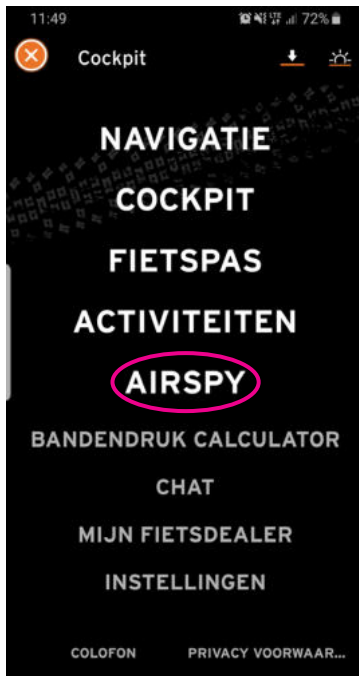 11:49 72%
Cockpit
NAVIGATIE
COCKPIT
FIETSPAS
ACTIVITEITEN
AIRSPY
BANDENDRUK CALCULATOR
CHAT
MIJN FIETSDEALER
INSTELLINGEN
COLOFON PRIVACY VOORWAAR...